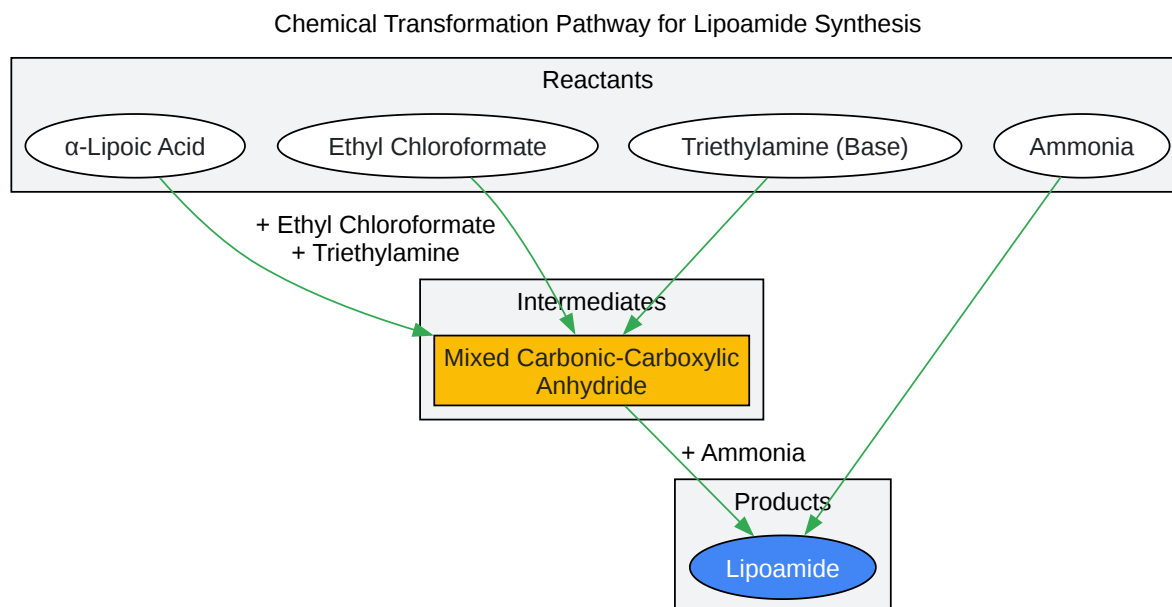 Chemical Transformation Pathway for Lipoamide Synthesis
Reactants
α-Lipoic Acid
Ethyl Chloroformate
Triethylamine (Base)
Ammonia
+ Ethyl Chloroformate
+ Triethylamine
Intermediates
Mixed Carbonic-Carboxylic
Anhydride
+ Ammonia
Products
Lipoamide